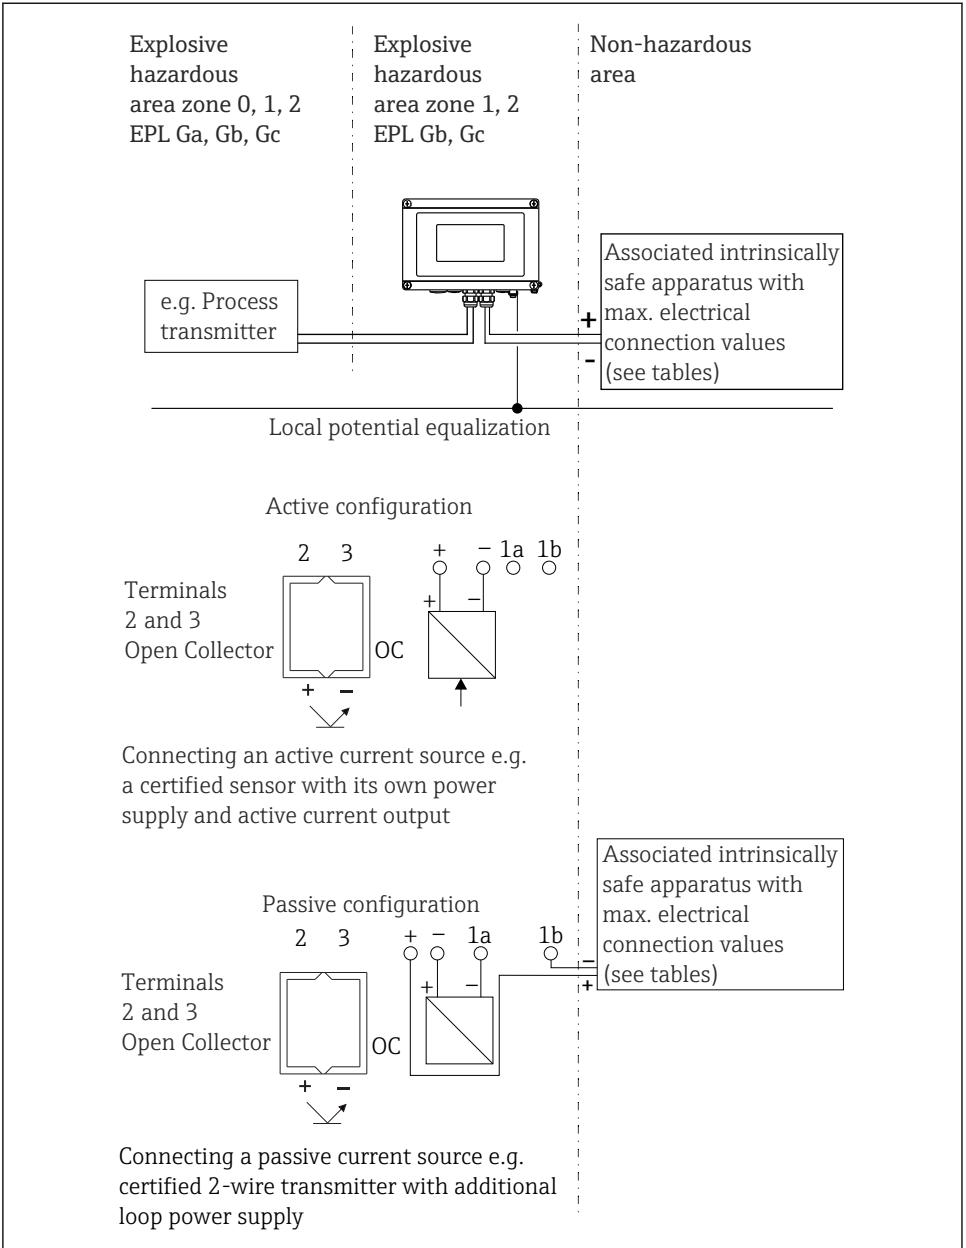 Explosive
hazardous
area zone 0, 1, 2
EPL Ga, Gb, Gc
Explosive
hazardous
area zone 1, 2
EPL Gb, Gc
Non-hazardous
area
e.g. Process
transmitter
Associated intrinsically
safe apparatus with
max. electrical
connection values
(see tables)
+
-
Local potential equalization
Active configuration
2 3
+ – 1a 1b
Terminals
2 and 3
Open Collector
OC
+ –
+ –
Connecting an active current source e.g.
a certified sensor with its own power
supply and active current output
Associated intrinsically
safe apparatus with
max. electrical
connection values
(see tables)
–
+
Passive configuration
2 3
+ – 1a 1b
Terminals
2 and 3
Open Collector
OC
+ –
+ –
Connecting a passive current source e.g.
certified 2-wire transmitter with additional
loop power supply